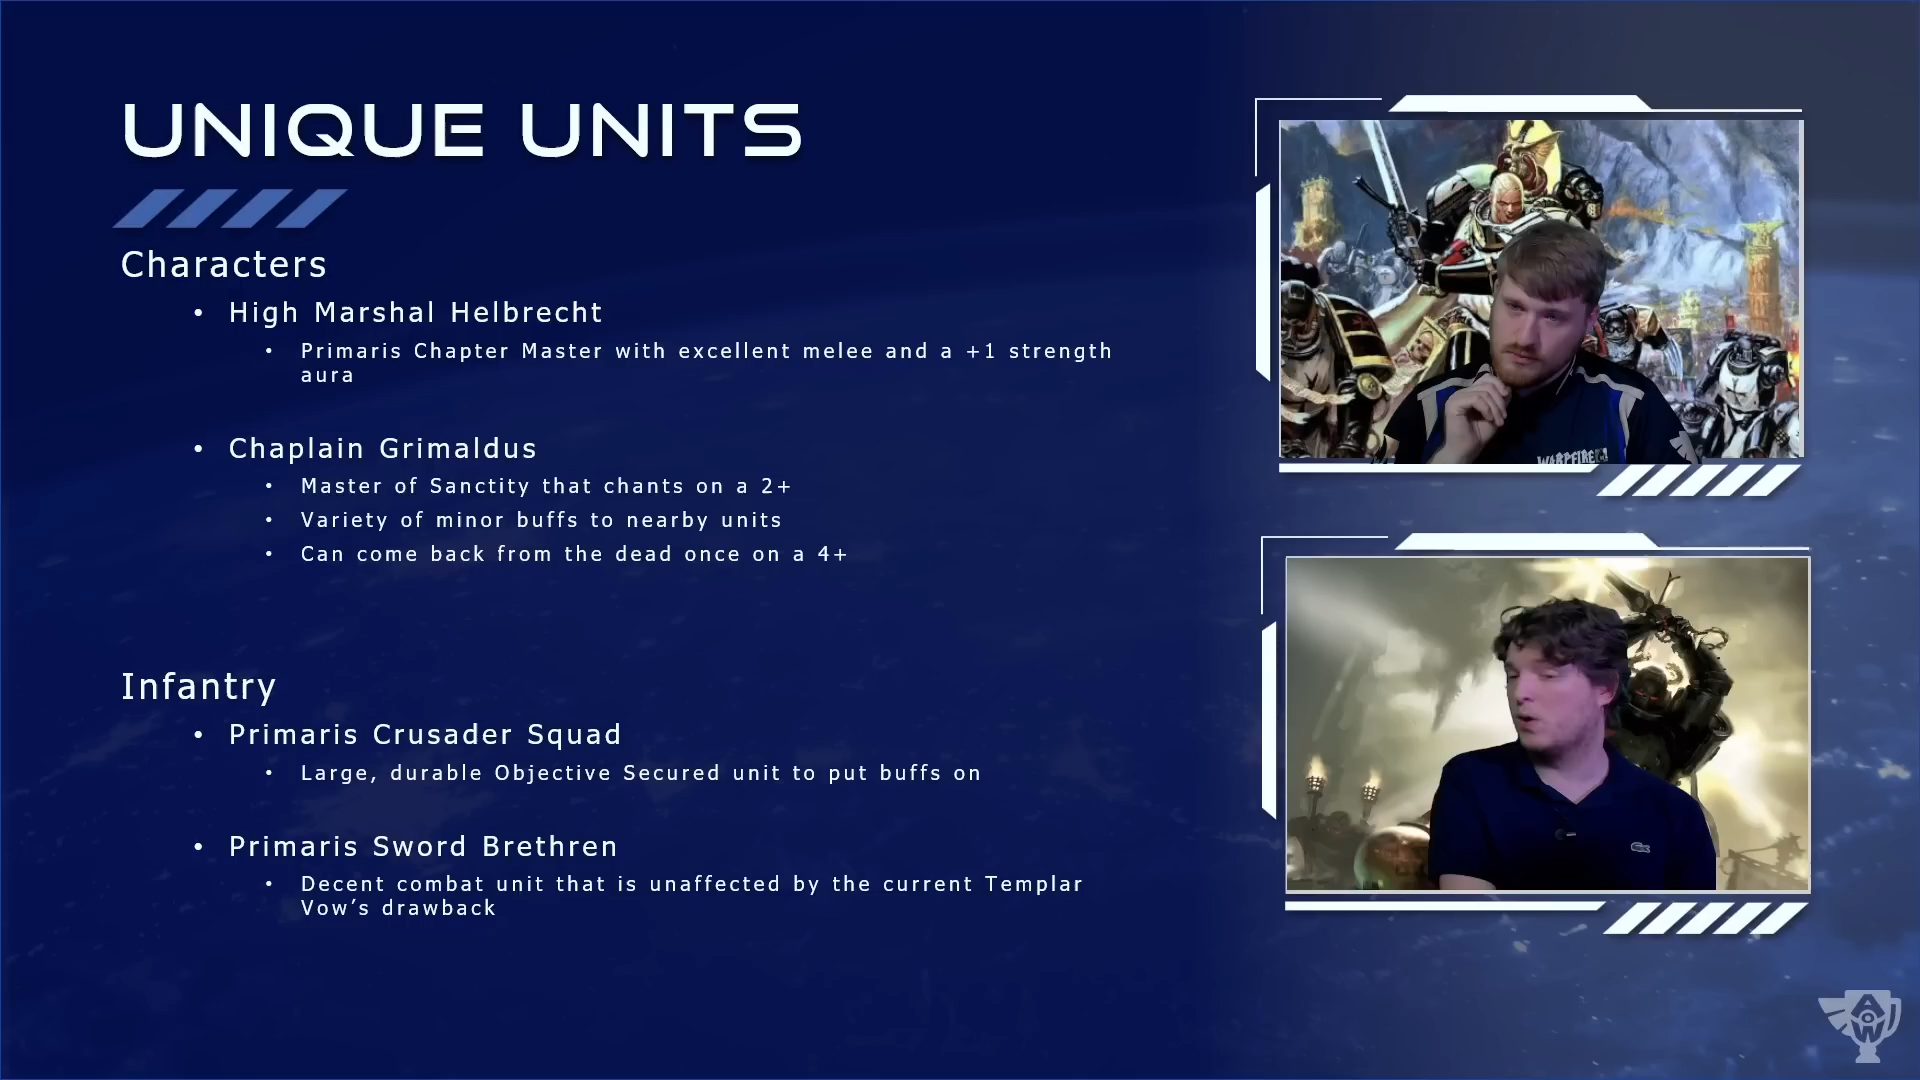 UNIQUE UNITS
Characters
• High Marshal Helbrecht
• Primaris Chapter Master with excellent melee and a +1 strength
aura
• Chaplain Grimaldus
• Master of Sanctity that chants on a 2+
• Variety of minor buffs to nearby units
• Can come back from the dead once on a 4+
Infantry
• Primaris Crusader Squad
• Large, durable Objective Secured unit to put buffs on
• Primaris Sword Brethren
• Decent combat unit that is unaffected by the current Templar
Vow’s drawback
WARPFIRE
AOW